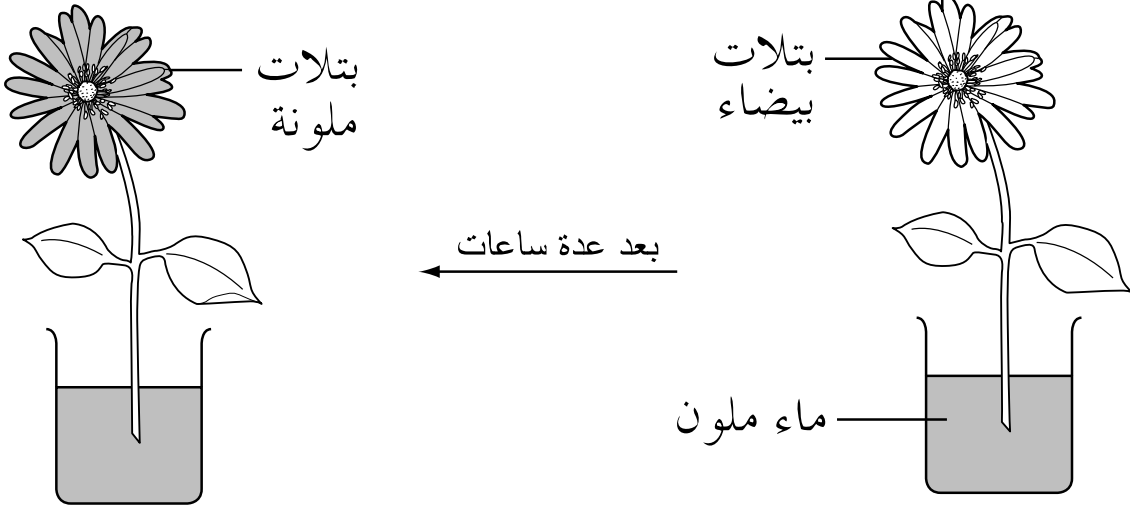 بتلات
بيضاء
ماء ملون
بعد عدة ساعات
بتلات
ملونة